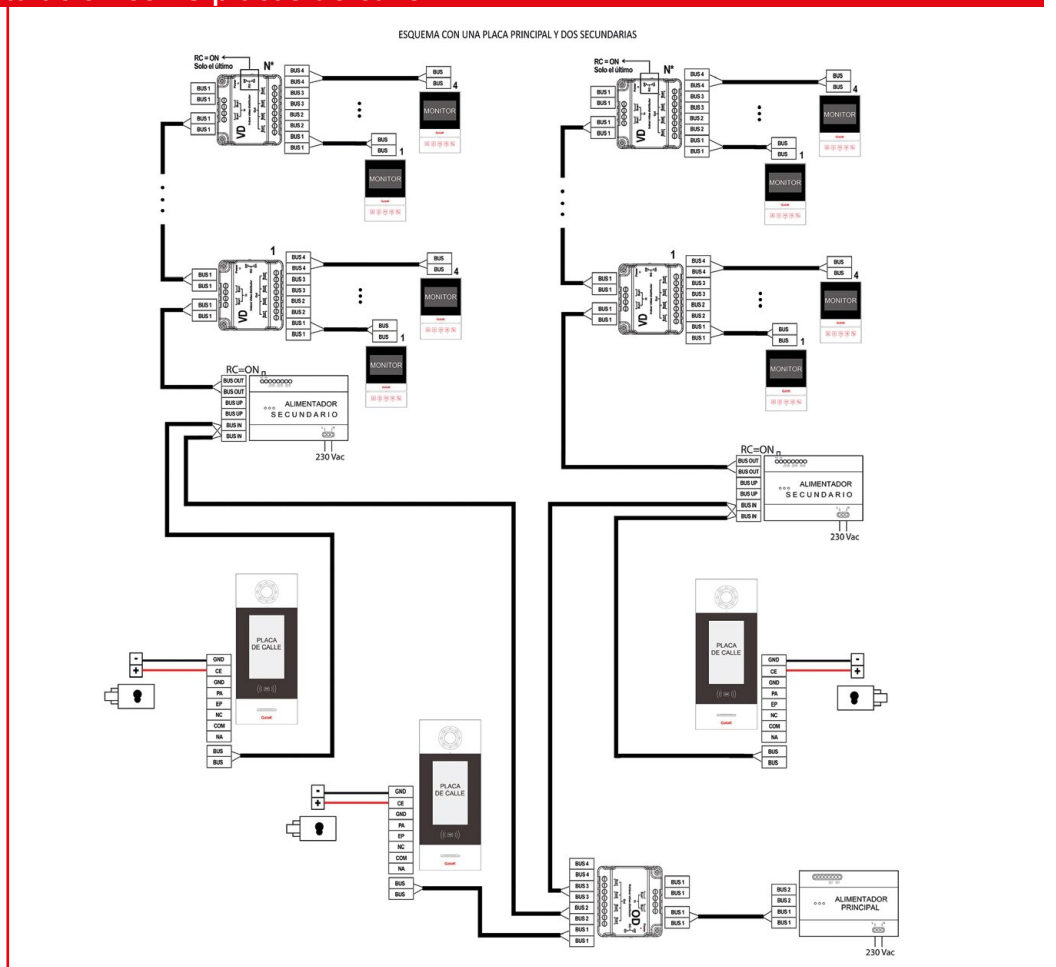 ESQUEMA CON UNA PLACA PRINCIPAL Y DOS SECUNDARIAS
RC = ON
Solo el último
N*
BUS 1
BUS 1
BUS 1
BUS 1
VD
BUS 4
BUS 4
BUS 3
BUS 3
BUS 2
BUS 2
BUS 1
BUS 1
BUS
BUS
4
MONITOR
BUS
BUS
1
MONITOR
RC = ON
Solo el último
N*
BUS 1
BUS 1
BUS 1
BUS 1
VD
BUS 4
BUS 4
BUS 3
BUS 3
BUS 2
BUS 2
BUS 1
BUS 1
BUS
BUS
4
MONITOR
BUS
BUS
1
MONITOR
1
BUS 1
BUS 1
BUS 1
BUS 1
VD
BUS 4
BUS 4
BUS 3
BUS 3
BUS 2
BUS 2
BUS 1
BUS 1
BUS
BUS
4
MONITOR
BUS
BUS
1
MONITOR
1
BUS 1
BUS 1
BUS 1
BUS 1
VD
BUS 4
BUS 4
BUS 3
BUS 3
BUS 2
BUS 2
BUS 1
BUS 1
BUS
BUS
4
MONITOR
BUS
BUS
1
MONITOR
RC=ON
BUS OUT
BUS OUT
BUS UP
BUS UP
BUS IN
BUS IN
ALIMENTADOR
SECUNDARIO
230 Vac
RC=ON
BUS OUT
BUS OUT
BUS UP
BUS UP
BUS IN
BUS IN
ALIMENTADOR
SECUNDARIO
230 Vac
PLACA
DE CALLE
-
+
GND
CE
GND
PA
EP
NC
COM
NA
BUS
BUS
PLACA
DE CALLE
GND
CE
GND
PA
EP
NC
COM
NA
BUS
BUS
-
+
PLACA
DE CALLE
-
+
GND
CE
GND
PA
EP
NC
COM
NA
BUS
BUS
BUS 4
BUS 4
BUS 3
BUS 3
BUS 2
BUS 2
BUS 1
BUS 1
OD
BUS 1
BUS 1
BUS 1
BUS 1
BUS 2
BUS 2
BUS 1
BUS 1
ALIMENTADOR
PRINCIPAL
230 Vac